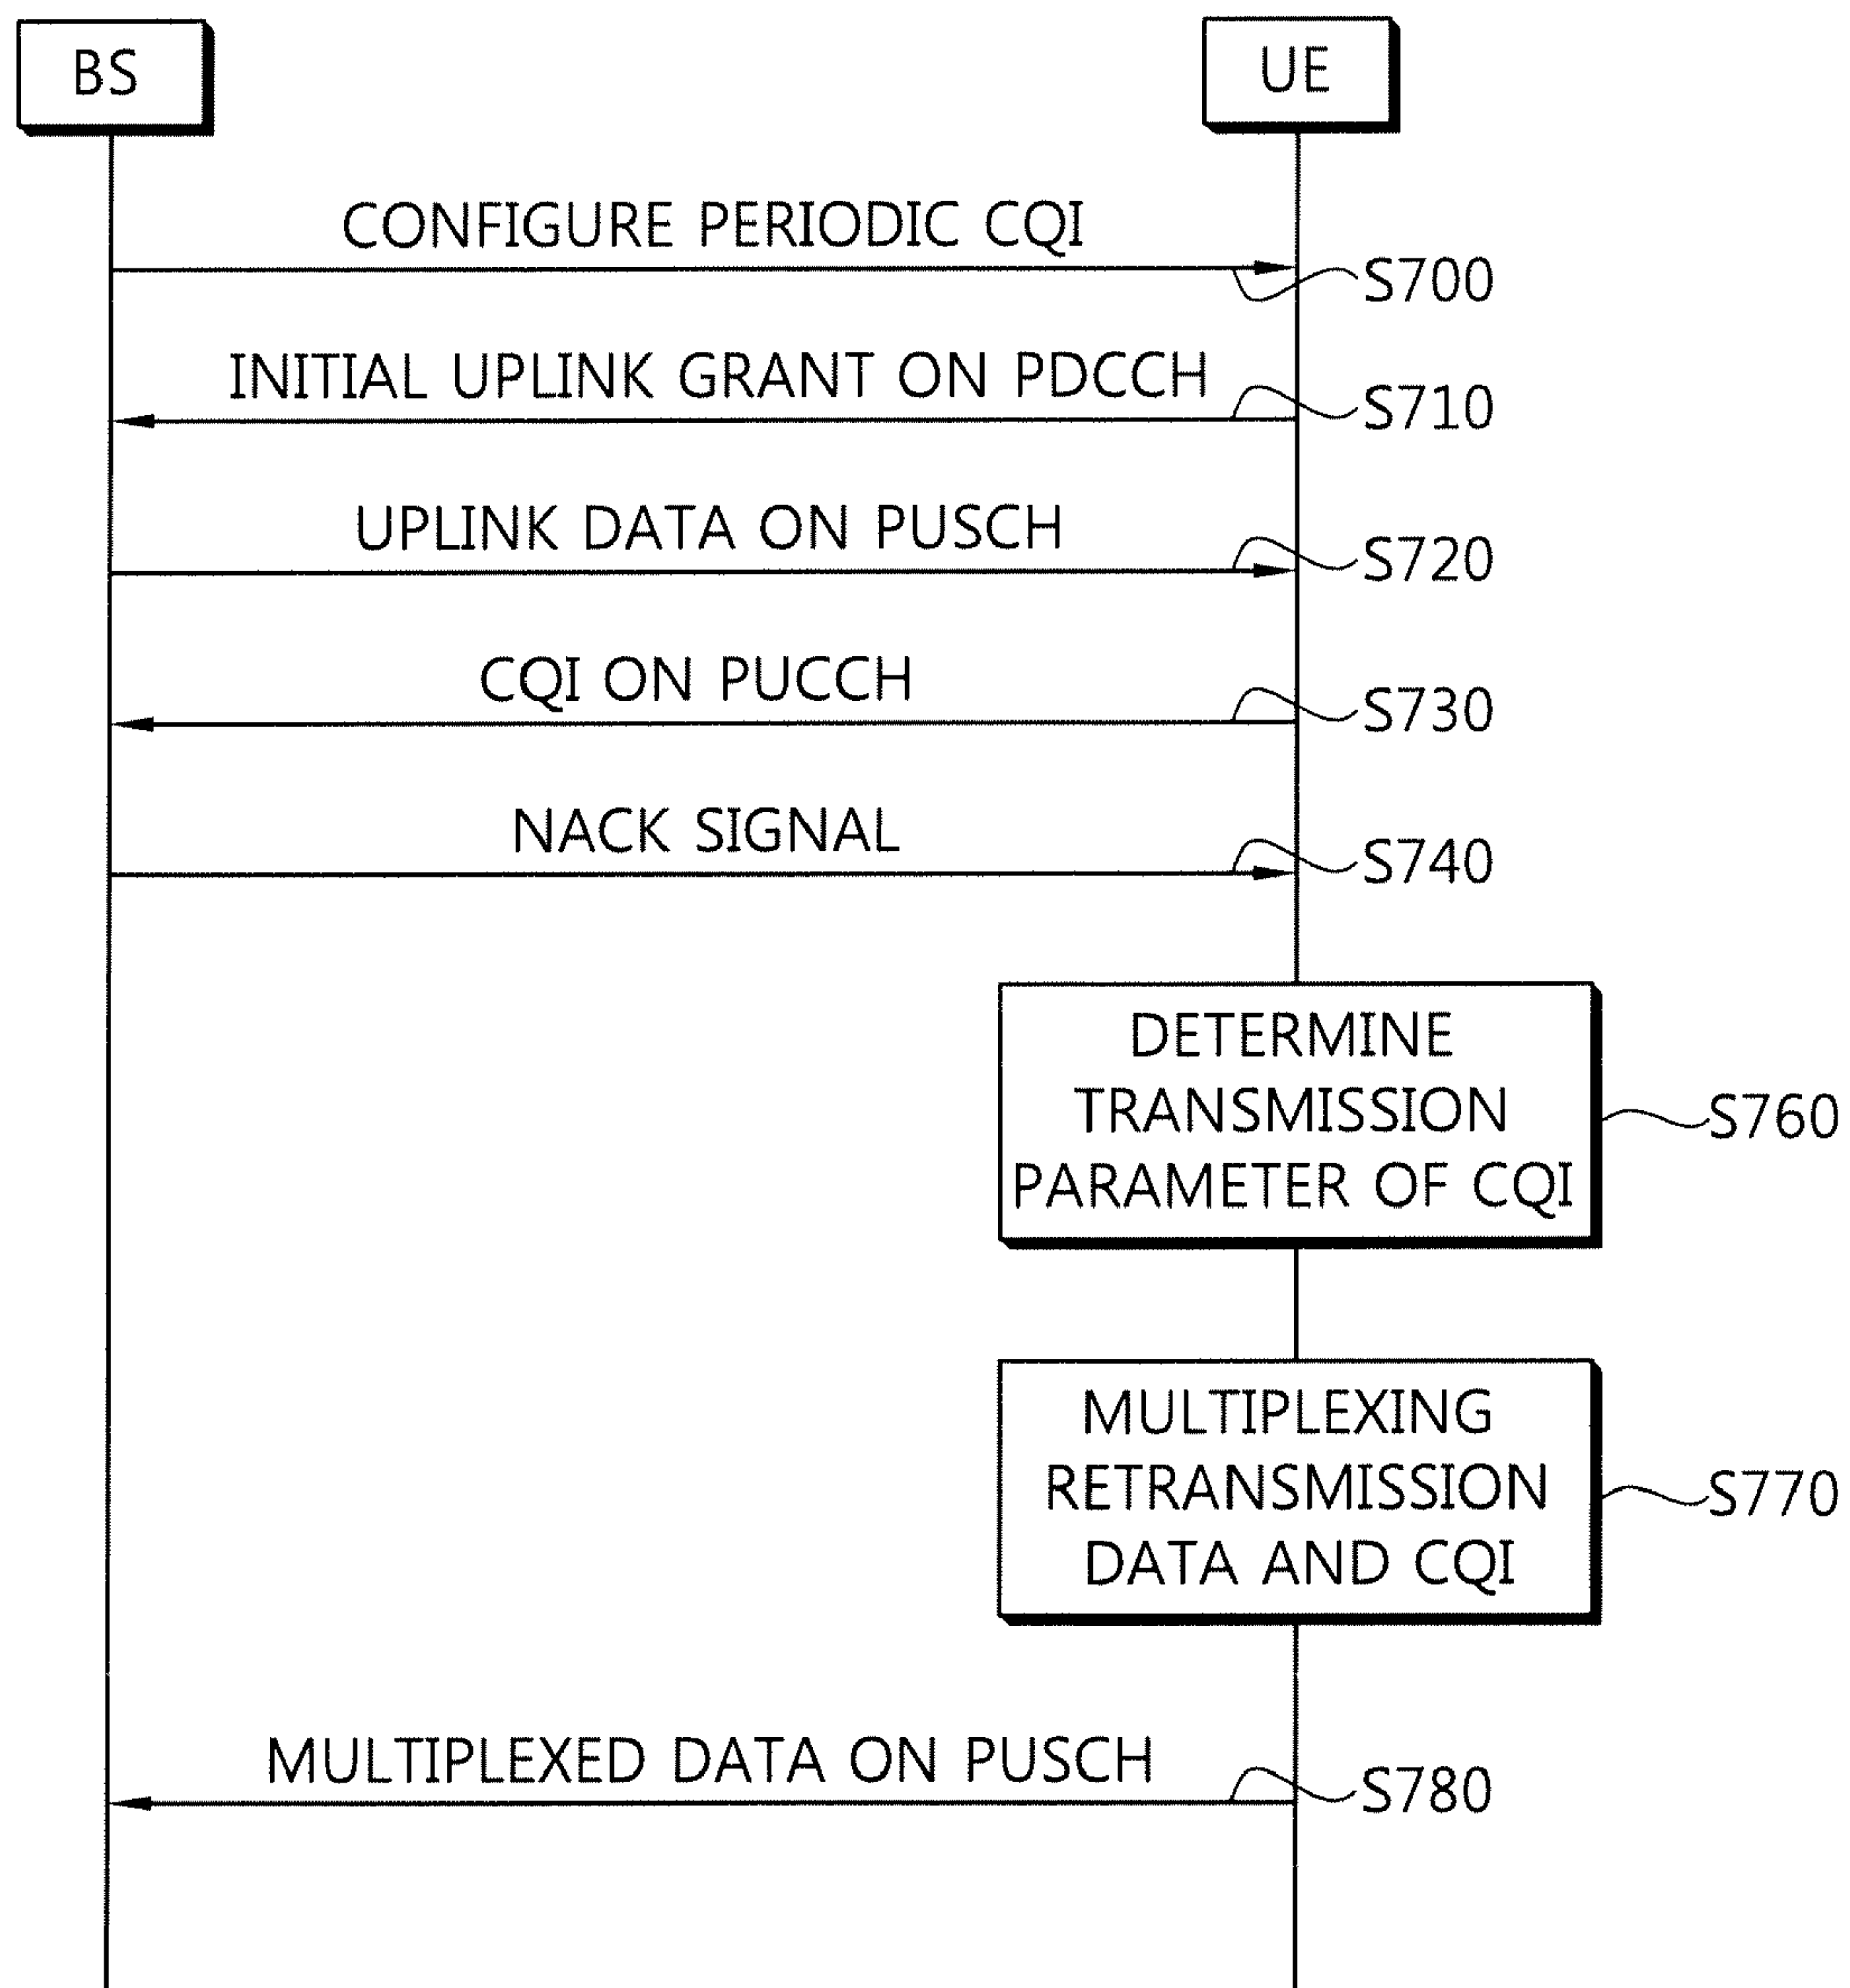 BS
UE
CONFIGURE PERIODIC CQI
S700
INITIAL UPLINK GRANT ON PDCCH
S710
UPLINK DATA ON PUSCH
S720
CQI ON PUCCH
S730
NACK SIGNAL
S740
DETERMINE
TRANSMISSION
PARAMETER OF CQI
S760
MULTIPLEXING
RETRANSMISSION
DATA AND CQI
S770
MULTIPLEXED DATA ON PUSCH
S780